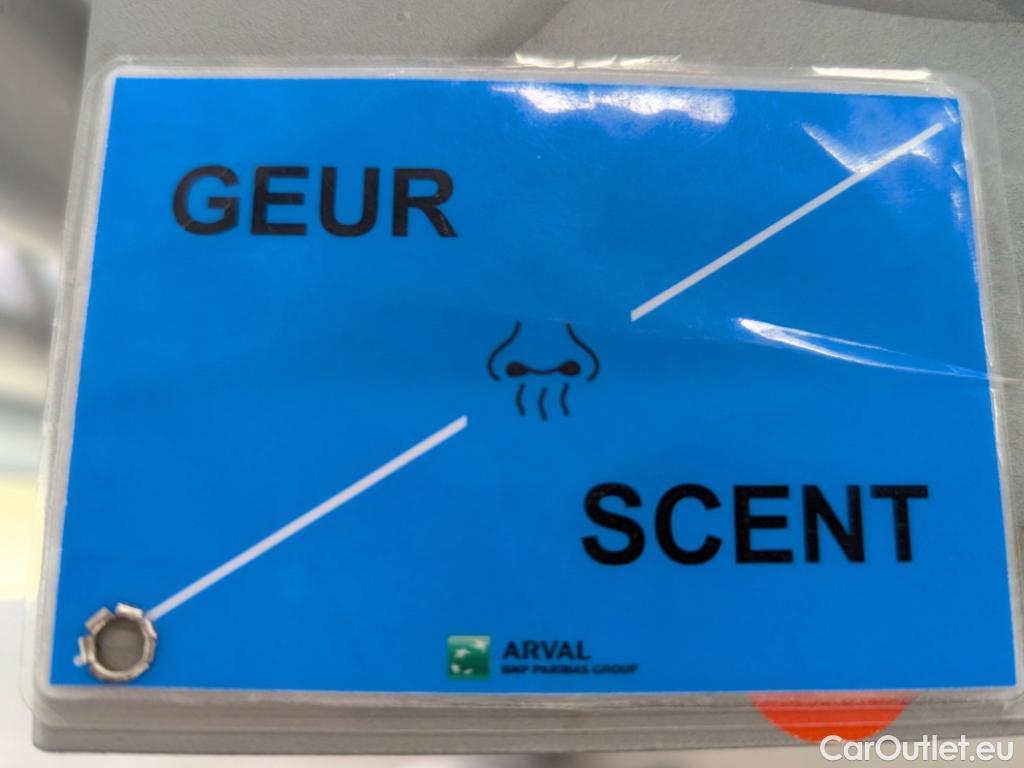 GEUR
SCENT
ARVAL
BNP PARIBAS GROUP
CarOutlet.eu